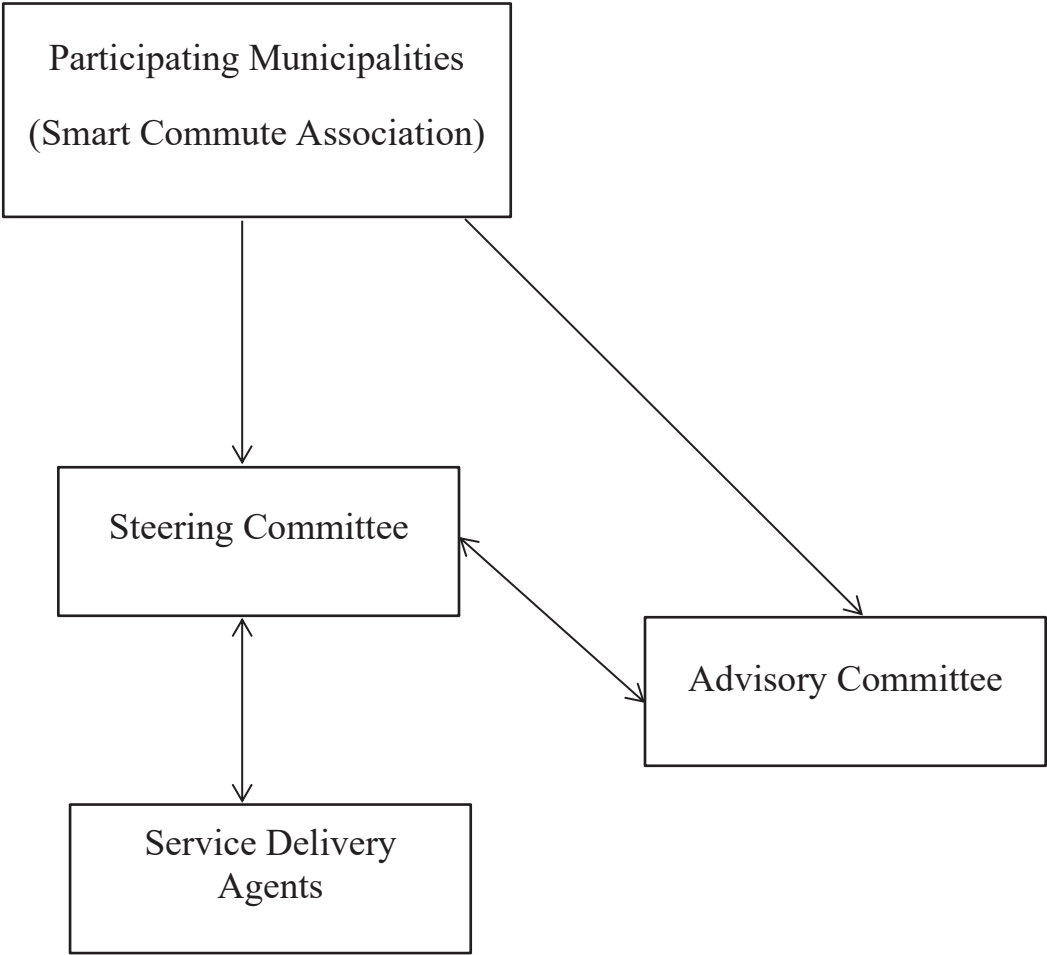 Participating Municipalities
(Smart Commute Association)
Steering Committee
Advisory Committee
Service Delivery
Agents